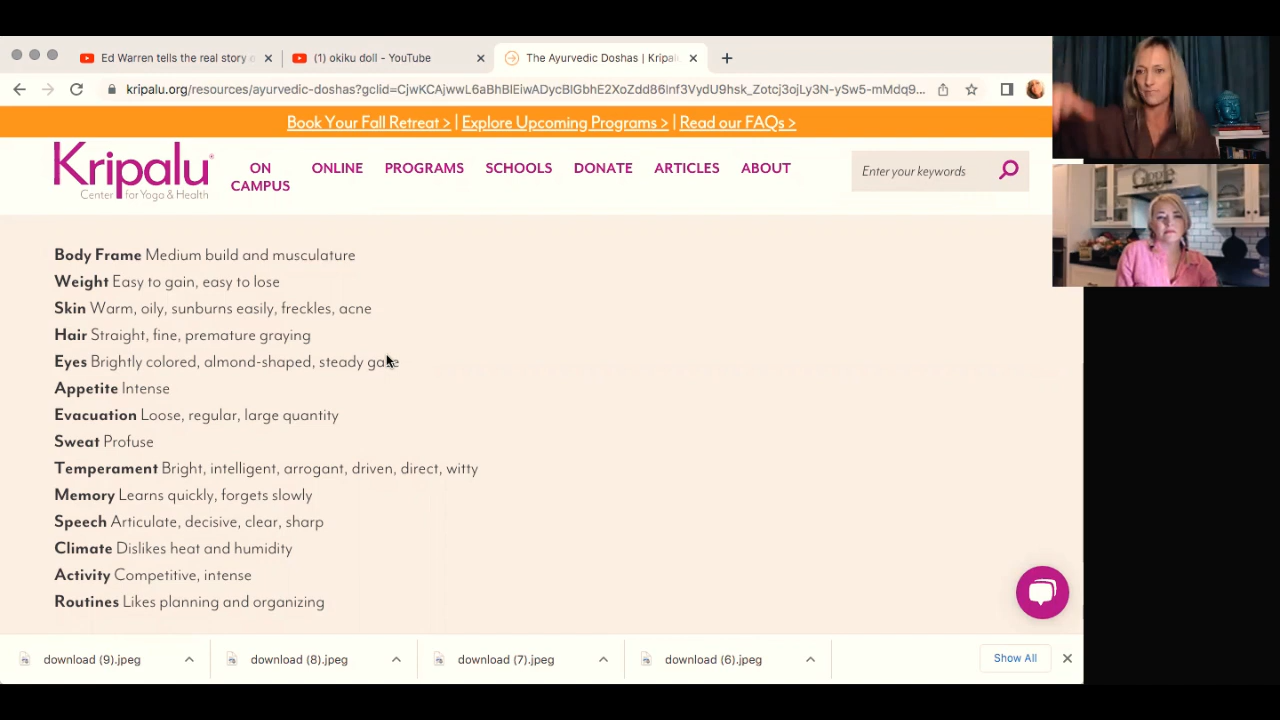 Ed Warren tells the real story
(1) okiku doll - YouTube
The Ayurvedic Doshas | Kripalu
kripalu.org/resources/ayurvedic-doshas?gclid=CjwKCAjwwL6aBhBlEiwADycBIGbhE2XoZdd86Inf3VydU9hsk_Zotcj3ojLy3N-ySw5-mMdq9...
Book Your Fall Retreat > | Explore Upcoming Programs > | Read our FAQs >
Kripalu®
Center for Yoga & Health
ON CAMPUS
ONLINE
PROGRAMS
SCHOOLS
DONATE
ARTICLES
ABOUT
Enter your keywords
Body Frame Medium build and musculature
Weight Easy to gain, easy to lose
Skin Warm, oily, sunburns easily, freckles, acne
Hair Straight, fine, premature graying
Eyes Brightly colored, almond-shaped, steady gaze
Appetite Intense
Evacuation Loose, regular, large quantity
Sweat Profuse
Temperament Bright, intelligent, arrogant, driven, direct, witty
Memory Learns quickly, forgets slowly
Speech Articulate, decisive, clear, sharp
Climate Dislikes heat and humidity
Activity Competitive, intense
Routines Likes planning and organizing
download (9).jpeg
download (8).jpeg
download (7).jpeg
download (6).jpeg
Show All